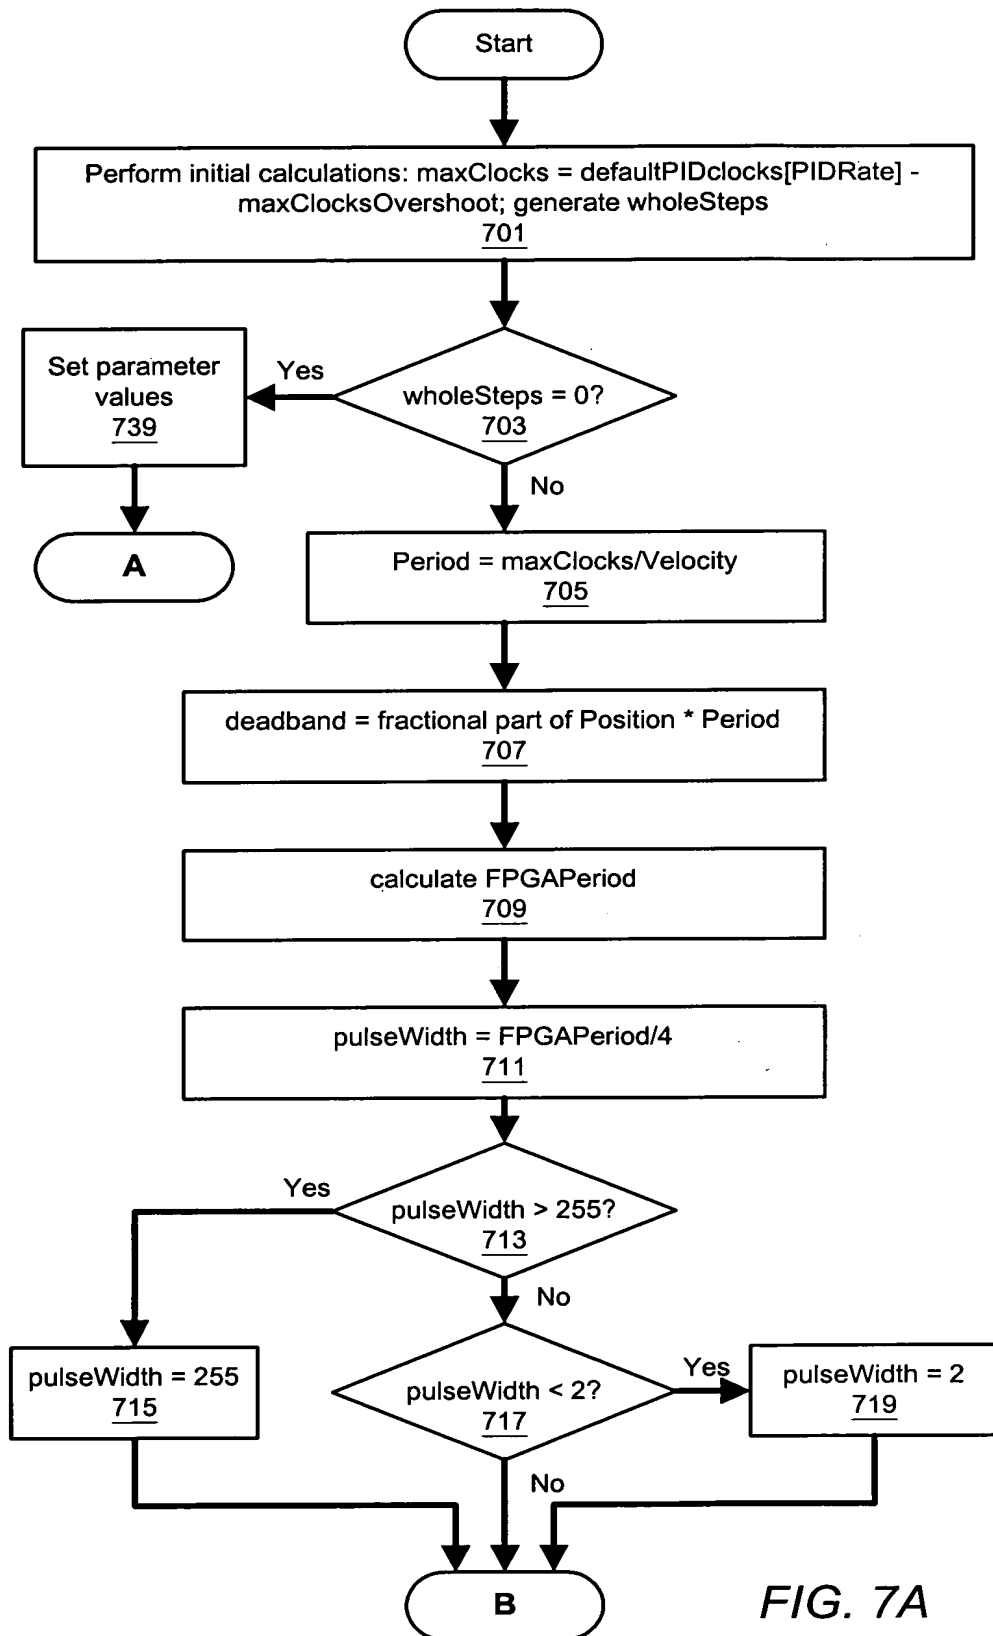 Start
Perform initial calculations: maxClocks = defaultPIDclocks[PIDRate] -
maxClocksOvershoot; generate wholeSteps
701
Set parameter
values
739
Yes
wholeSteps = 0?
703
No
A
Period = maxClocks/Velocity
705
deadband = fractional part of Position * Period
707
calculate FPGAPeriod
709
pulseWidth = FPGAPeriod/4
711
Yes
pulseWidth > 255?
713
No
pulseWidth = 255
715
pulseWidth < 2?
717
Yes
pulseWidth = 2
719
No
B
FIG. 7A